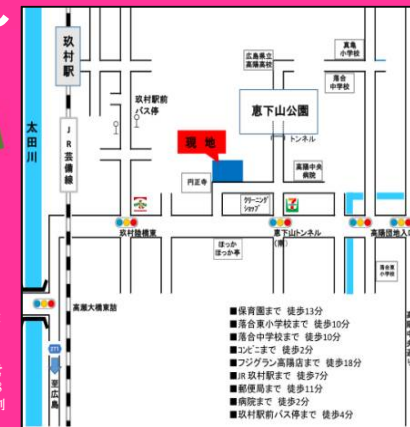 玖村駅
広島県立
高陽高校
真亀
小学校
落合
中学校
玖村駅前
バス停
恵下山公園
太田川
JR芸備線
トンネル
現 地
円正寺
高陽中央
病院
クリーニング
ショップ
玖村陸橋東
恵下山トンネル
(南)
高陽団地入
ほっか
ほっか亭
落合東
小学校
高瀬大橋東詰
至広島
■保育園まで 徒歩13分
■落合東小学校まで 徒歩10分
■落合中学校まで 徒歩10分
■コンビニまで 徒歩2分
■フジグラン高陽店まで 徒歩18分
■JR 玖村駅まで 徒歩7分
■郵便局まで 徒歩11分
■病院まで 徒歩2分
■玖村駅前バス停まで 徒歩4分